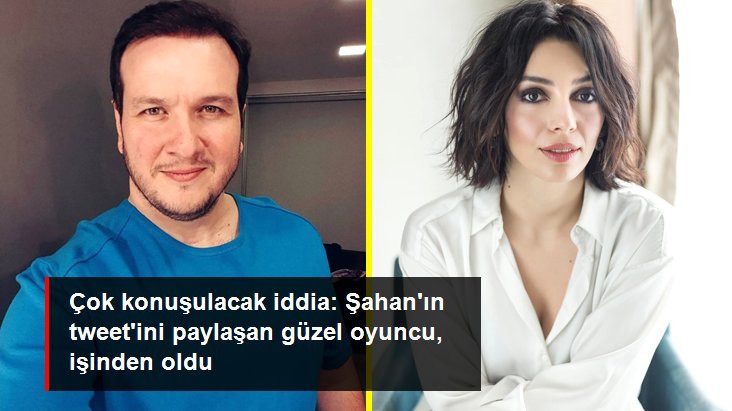 Çok konuşulacak iddia: Şahan'ın
tweet'ini paylaşan güzel oyuncu,
işinden oldu